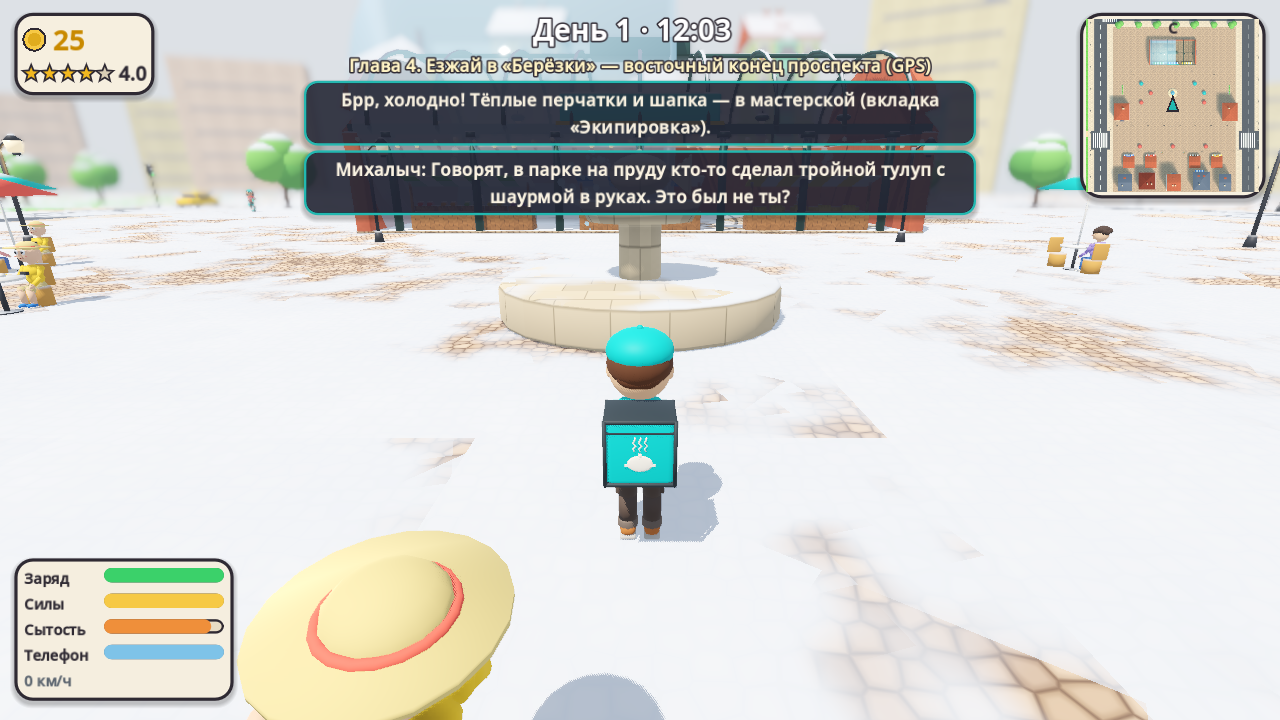 25
4.0
День 1 · 12:03
Глава 4. Езжай в «Берёзки» — восточный конец проспекта (GPS)
Брр, холодно! Тёплые перчатки и шапка — в мастерской (вкладка
«Экипировка»).
Михалыч: Говорят, в парке на пруду кто-то сделал тройной тулуп с
шаурмой в руках. Это был не ты?
С
Заряд
Силы
Сытость
Телефон
0 км/ч